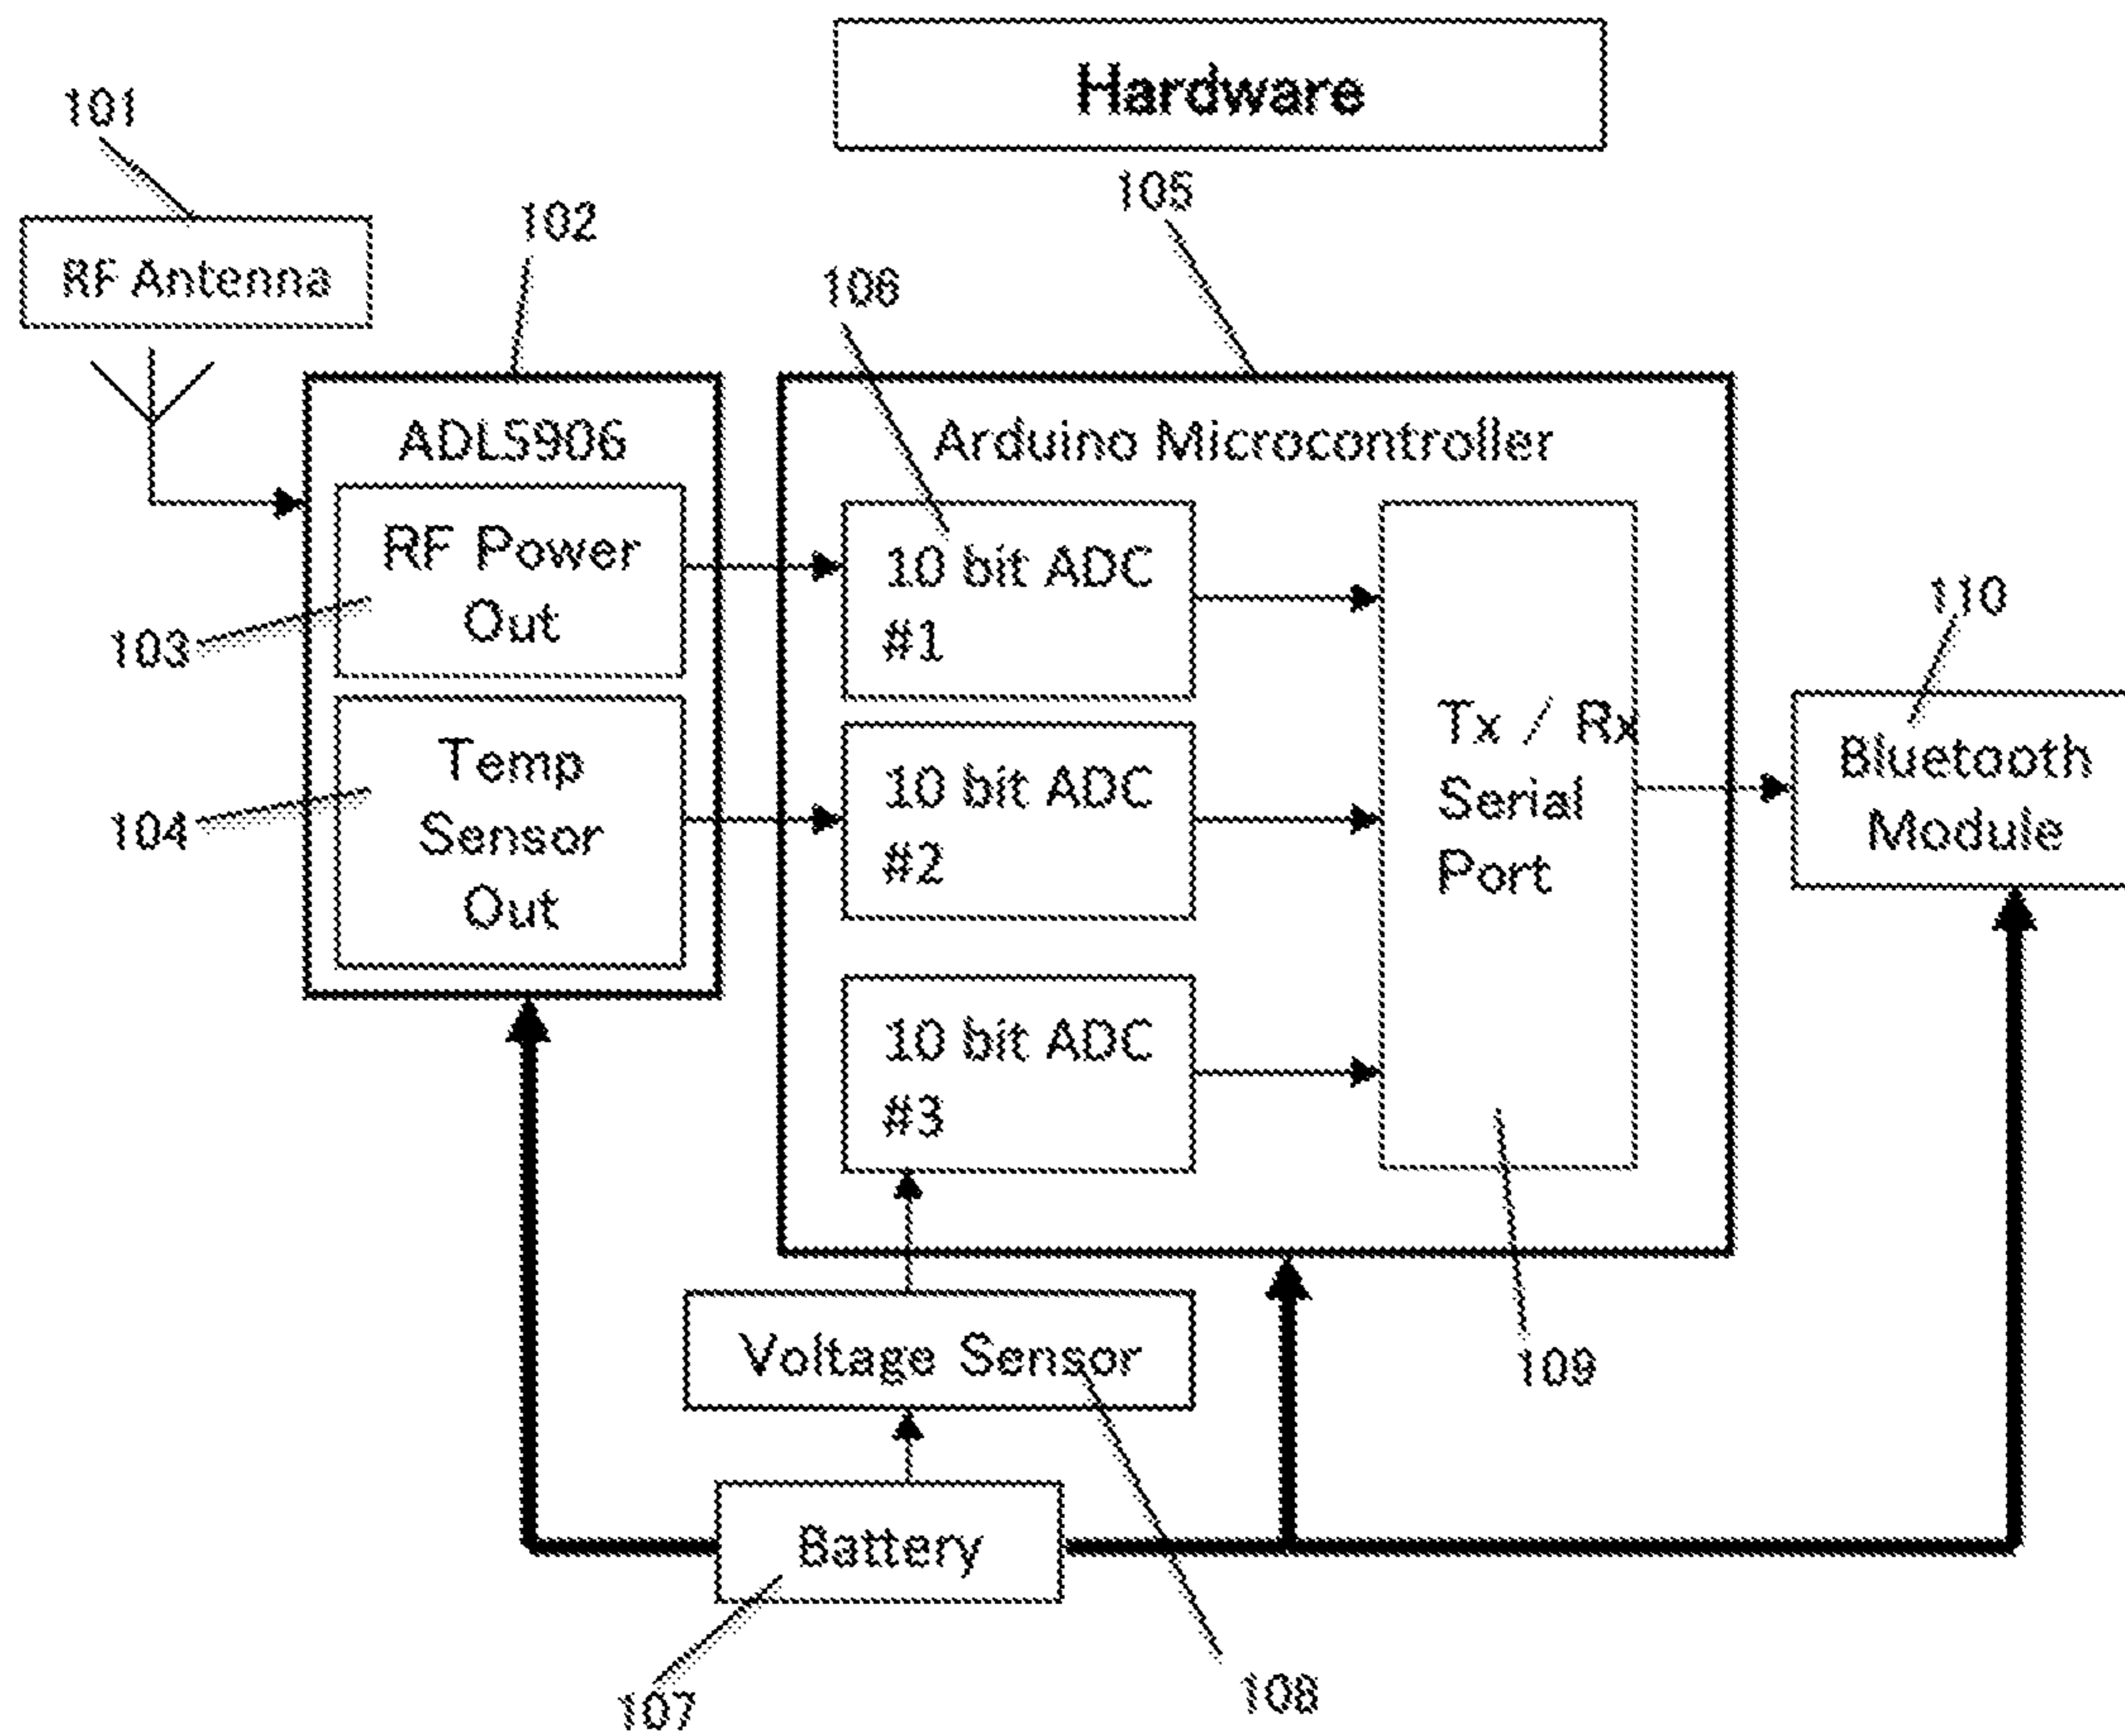 Hardware
101
105
102
RF Antenna
106
ADL5906
Arduino Microcontroller
RF Power
Out
103
10 bit ADC
#1
110
Temp
Sensor
Out
104
10 bit ADC
#2
Tx / Rx
Serial
Port
Bluetooth
Module
10 bit ADC
#3
Voltage Sensor
109
Battery
107
108